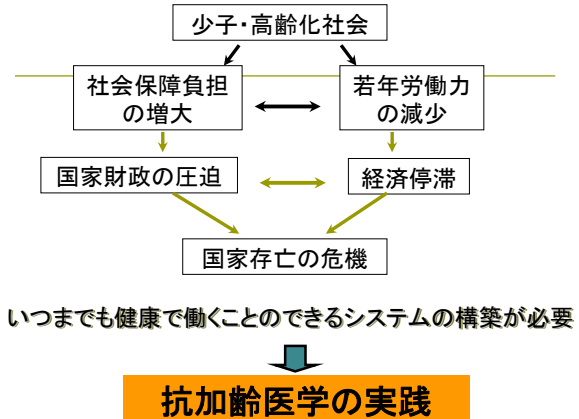 少子・高齢化社会
社会保障負担
の増大
若年労働力
の減少
国家財政の圧迫
経済停滞
国家存亡の危機
いつまでも健康で働くことのできるシステムの構築が必要
抗加齢医学の実践